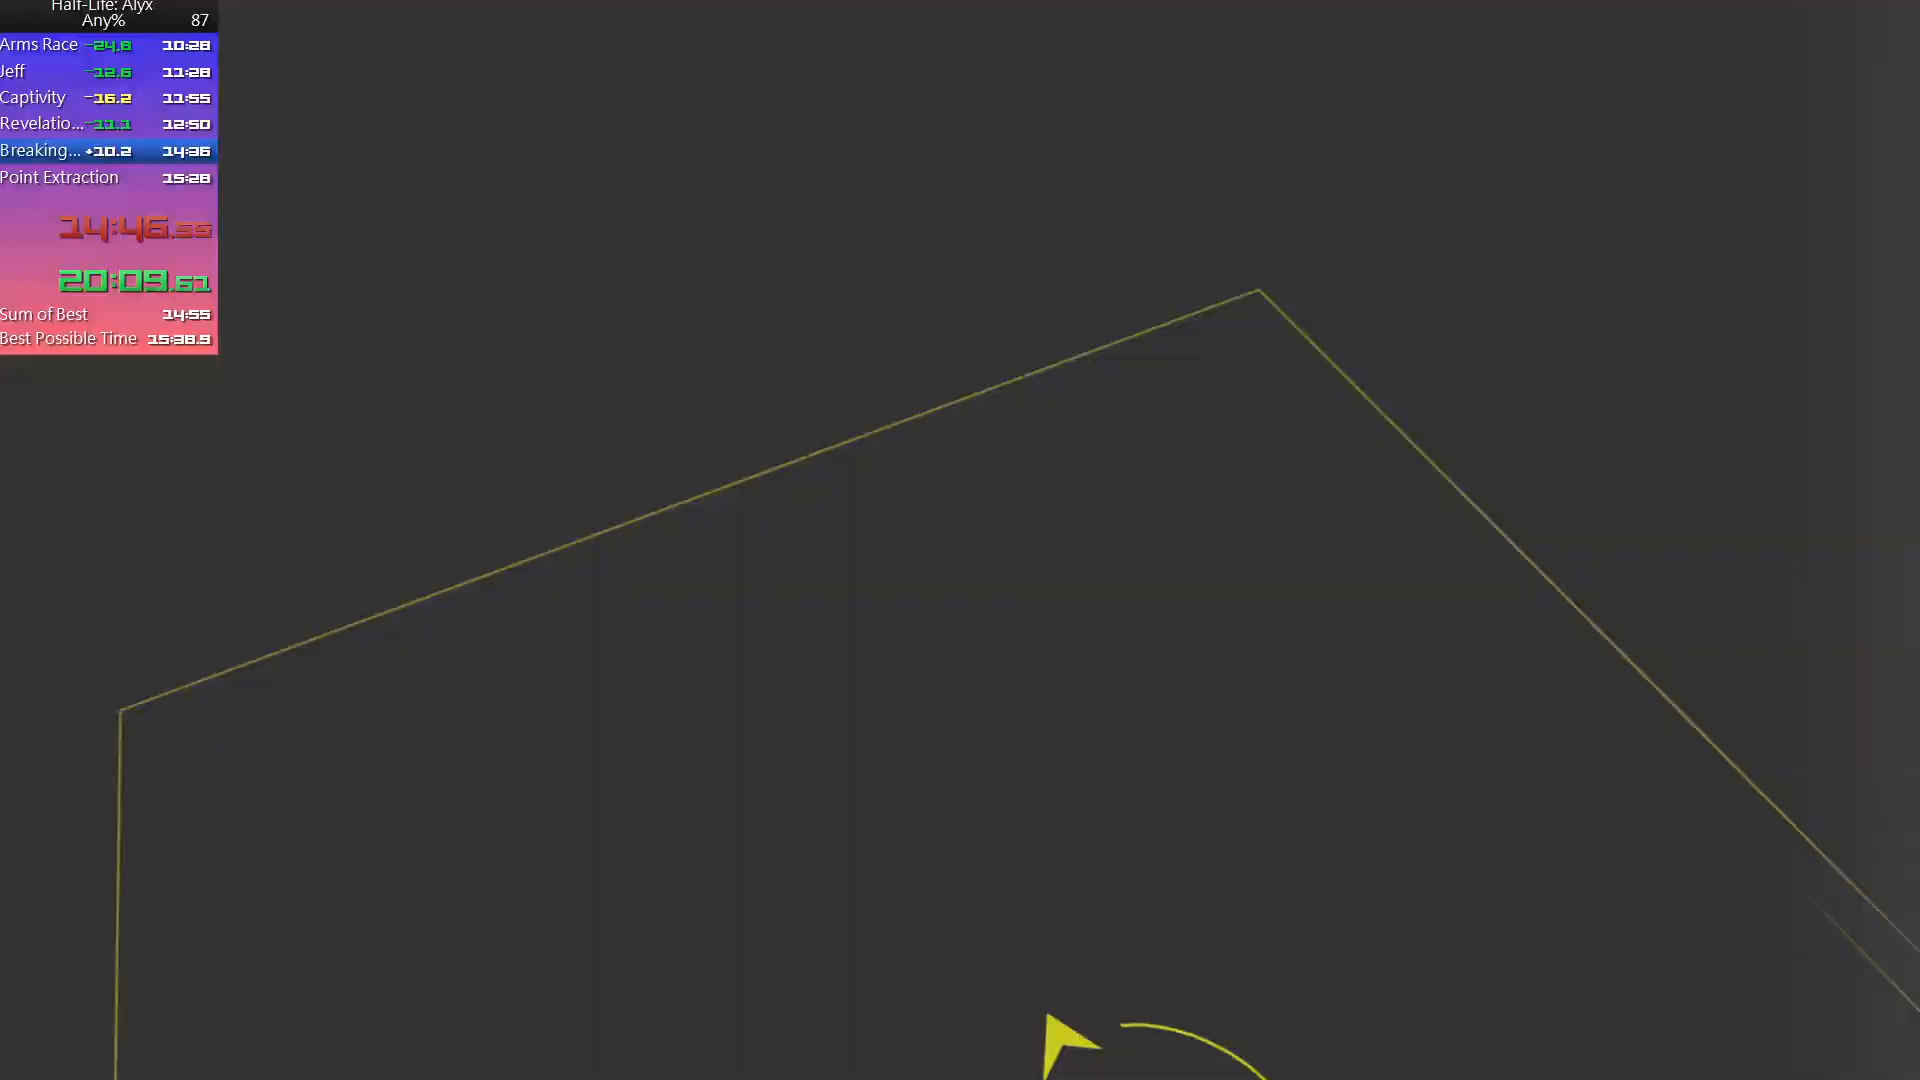 Half-Life: Alyx
Any% 87
Arms Race -24.8 10:28
Jeff -12.6 11:28
Captivity -16.2 11:55
Revelatio... -11.1 12:50
Breaking... +10.2 14:36
Point Extraction 15:28
14:46.55
20:09.61
Sum of Best 14:55
Best Possible Time 15:38.9